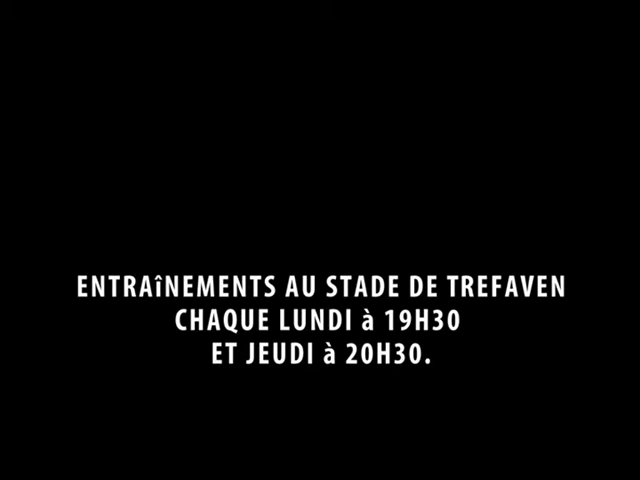 ENTRAîNEMENTS AU STADE DE TREFAVEN
CHAQUE LUNDI à 19H30
ET JEUDI à 20H30.